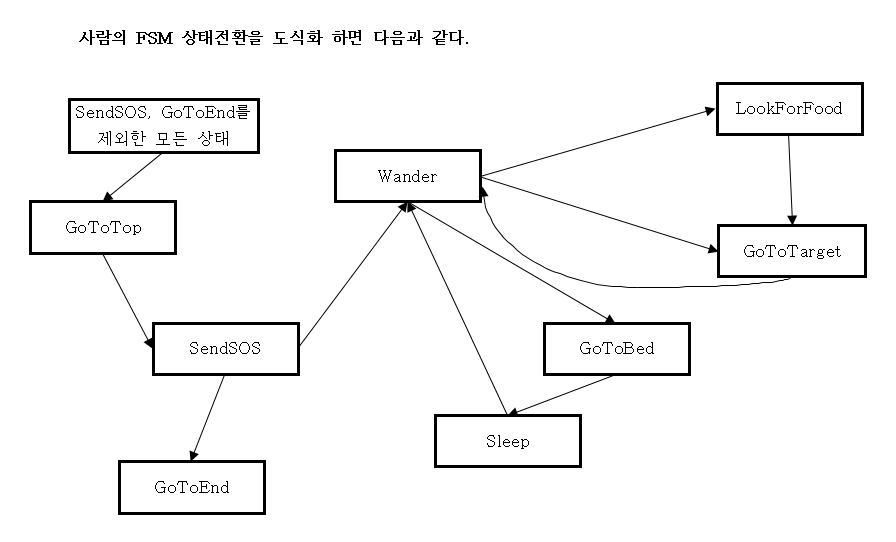 사람의 FSM 상태전환을 도식화 하면 다음과 같다.
SendSOS, GoToEnd를
제외한 모든 상태
LookForFood
Wander
GoToTop
GoToTarget
SendSOS
GoToBed
Sleep
GoToEnd